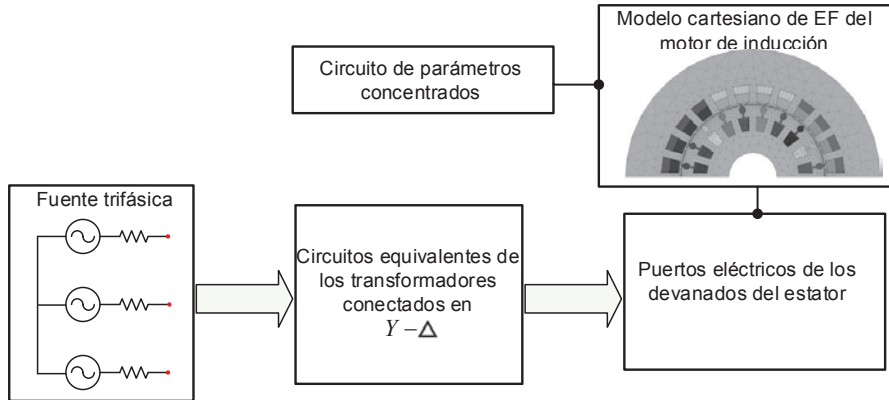 Modelo cartesiano de EF del
motor de inducción
Circuito de parámetros
concentrados
Fuente trifásica
Circuitos equivalentes de
los transformadores
conectados en
Y – Δ
Puertos eléctricos de los
devanados del estator